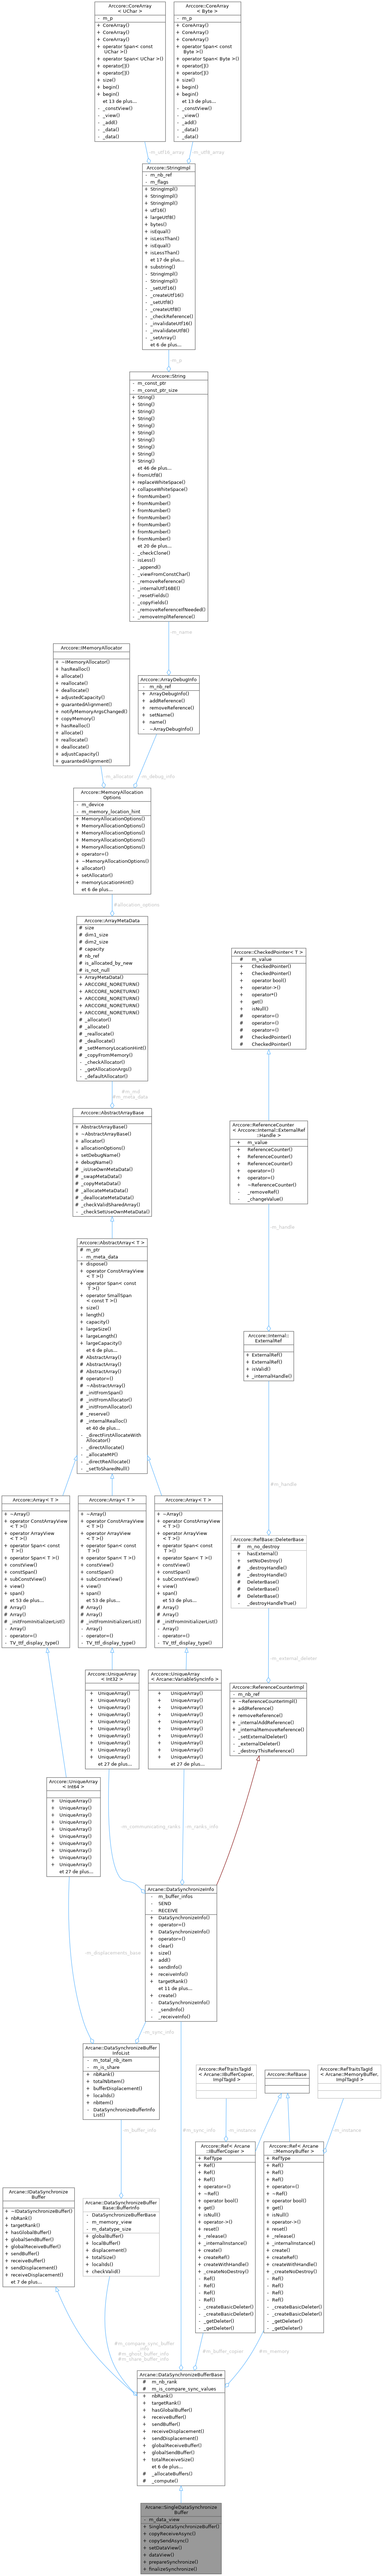 Arccore::CoreArray
< UChar >
- m_p
+ CoreArray()
+ CoreArray()
+ CoreArray()
+ operator Span< const
UChar >()
+ operator Span< UChar >()
+ operator[]()
+ operator[]()
+ size()
+ begin()
+ begin()
et 13 de plus...
- _constView()
- _view()
- _add()
- _data()
- _data()
Arccore::CoreArray
< Byte >
- m_p
+ CoreArray()
+ CoreArray()
+ CoreArray()
+ operator Span< const
Byte >()
+ operator Span< Byte >()
+ operator[]()
+ operator[]()
+ size()
+ begin()
+ begin()
et 13 de plus...
- _constView()
- _view()
- _add()
- _data()
- _data()
-m_utf16_array
-m_utf8_array
Arccore::StringImpl
- m_nb_ref
- m_flags
+ StringImpl()
+ StringImpl()
+ StringImpl()
+ utf16()
+ largeUtf8()
+ bytes()
+ isEqual()
+ isLessThan()
+ isEqual()
+ isLessThan()
et 17 de plus...
+ substring()
- StringImpl()
- StringImpl()
- _setUtf16()
- _createUtf16()
- _setUtf8()
- _createUtf8()
- _checkReference()
- _invalidateUtf16()
- _invalidateUtf8()
- _setArray()
et 6 de plus...
-m_p
Arccore::String
- m_const_ptr
- m_const_ptr_size
+ String()
+ String()
+ String()
+ String()
+ String()
+ String()
+ String()
+ String()
+ String()
+ String()
et 46 de plus...
+ fromUtf8()
+ replaceWhiteSpace()
+ collapseWhiteSpace()
+ fromNumber()
+ fromNumber()
+ fromNumber()
+ fromNumber()
+ fromNumber()
+ fromNumber()
+ fromNumber()
et 20 de plus...
- _checkClone()
- isLess()
- _append()
- _viewFromConstChar()
- _removeReference()
- _internalUtf16BE()
- _resetFields()
- _copyFields()
- _removeReferenceIfNeeded()
- _removeImplReference()
-m_name
Arccore::IMemoryAllocator
+ ~IMemoryAllocator()
+ hasRealloc()
+ allocate()
+ reallocate()
+ deallocate()
+ adjustedCapacity()
+ guarantedAlignment()
+ notifyMemoryArgsChanged()
+ copyMemory()
+ hasRealloc()
+ allocate()
+ reallocate()
+ deallocate()
+ adjustCapacity()
+ guarantedAlignment()
Arccore::ArrayDebugInfo
- m_nb_ref
+ ArrayDebugInfo()
+ addReference()
+ removeReference()
+ setName()
+ name()
- ~ArrayDebugInfo()
-m_allocator
-m_debug_info
Arccore::MemoryAllocation
Options
- m_device
- m_memory_location_hint
+ MemoryAllocationOptions()
+ MemoryAllocationOptions()
+ MemoryAllocationOptions()
+ MemoryAllocationOptions()
+ MemoryAllocationOptions()
+ operator=()
+ ~MemoryAllocationOptions()
+ allocator()
+ setAllocator()
+ memoryLocationHint()
et 6 de plus...
#allocation_options
Arccore::ArrayMetaData
# size
# dim1_size
# dim2_size
# capacity
# nb_ref
# is_allocated_by_new
# is_not_null
+ ArrayMetaData()
+ ARCCORE_NORETURN()
+ ARCCORE_NORETURN()
+ ARCCORE_NORETURN()
+ ARCCORE_NORETURN()
+ ARCCORE_NORETURN()
# _allocator()
# _allocate()
# _reallocate()
# _deallocate()
# _setMemoryLocationHint()
# _copyFromMemory()
- _checkAllocator()
- _getAllocationArgs()
- _defaultAllocator()
#m_md
#m_meta_data
Arccore::AbstractArrayBase
+ AbstractArrayBase()
+ ~AbstractArrayBase()
+ allocator()
+ allocationOptions()
+ setDebugName()
+ debugName()
# _isUseOwnMetaData()
# _swapMetaData()
# _copyMetaData()
# _allocateMetaData()
# _deallocateMetaData()
# _checkValidSharedArray()
- _checkSetUseOwnMetaData()
Arccore::AbstractArray< T >
# m_ptr
- m_meta_data
+ dispose()
+ operator ConstArrayView
< T >()
+ operator Span< const
T >()
+ operator SmallSpan
< const T >()
+ size()
+ length()
+ capacity()
+ largeSize()
+ largeLength()
+ largeCapacity()
et 6 de plus...
# AbstractArray()
# AbstractArray()
# AbstractArray()
# operator=()
# ~AbstractArray()
# _initFromSpan()
# _initFromAllocator()
# _initFromAllocator()
# _reserve()
# _internalRealloc()
et 40 de plus...
- _directFirstAllocateWith
Allocator()
- _directAllocate()
- _allocateMP()
- _directReAllocate()
- _setToSharedNull()
Arccore::CheckedPointer< T >
# m_value
+ CheckedPointer()
+ CheckedPointer()
+ operator bool()
+ operator->()
+ operator*()
+ get()
+ isNull()
# operator=()
# operator=()
# operator=()
# CheckedPointer()
# CheckedPointer()
Arccore::ReferenceCounter
< Arccore::Internal::ExternalRef
::Handle >
+ m_value
+ ReferenceCounter()
+ ReferenceCounter()
+ ReferenceCounter()
+ operator=()
+ operator=()
+ ~ReferenceCounter()
- _removeRef()
- _changeValue()
-m_handle
Arccore::Internal::
ExternalRef
+ ExternalRef()
+ ExternalRef()
+ isValid()
+ _internalHandle()
#m_handle
Arccore::RefBase::DeleterBase
# m_no_destroy
+ hasExternal()
+ setNoDestroy()
# _destroyHandle()
# _destroyHandle()
# DeleterBase()
# DeleterBase()
# DeleterBase()
- _destroyHandleTrue()
-m_external_deleter
Arccore::Array< T >
+ ~Array()
+ operator ConstArrayView
< T >()
+ operator ArrayView
< T >()
+ operator Span< const
T >()
+ operator Span< T >()
+ constView()
+ constSpan()
+ subConstView()
+ view()
+ span()
et 53 de plus...
# Array()
# Array()
# _initFromInitializerList()
- Array()
- operator=()
- TV_ttf_display_type()
Arccore::Array< T >
+ ~Array()
+ operator ConstArrayView
< T >()
+ operator ArrayView
< T >()
+ operator Span< const
T >()
+ operator Span< T >()
+ constView()
+ constSpan()
+ subConstView()
+ view()
+ span()
et 53 de plus...
# Array()
# Array()
# _initFromInitializerList()
- Array()
- operator=()
- TV_ttf_display_type()
Arccore::Array< T >
+ ~Array()
+ operator ConstArrayView
< T >()
+ operator ArrayView
< T >()
+ operator Span< const
T >()
+ operator Span< T >()
+ constView()
+ constSpan()
+ subConstView()
+ view()
+ span()
et 53 de plus...
# Array()
# Array()
# _initFromInitializerList()
- Array()
- operator=()
- TV_ttf_display_type()
Arccore::UniqueArray
< Int32 >
+ UniqueArray()
+ UniqueArray()
+ UniqueArray()
+ UniqueArray()
+ UniqueArray()
+ UniqueArray()
+ UniqueArray()
+ UniqueArray()
+ UniqueArray()
+ UniqueArray()
et 27 de plus...
Arccore::UniqueArray
< Arcane::VariableSyncInfo >
+ UniqueArray()
+ UniqueArray()
+ UniqueArray()
+ UniqueArray()
+ UniqueArray()
+ UniqueArray()
+ UniqueArray()
+ UniqueArray()
+ UniqueArray()
+ UniqueArray()
et 27 de plus...
Arccore::ReferenceCounterImpl
- m_nb_ref
+ ~ReferenceCounterImpl()
+ addReference()
+ removeReference()
+ _internalAddReference()
+ _internalRemoveReference()
- _setExternalDeleter()
- _externalDeleter()
- _destroyThisReference()
Arccore::UniqueArray
< Int64 >
+ UniqueArray()
+ UniqueArray()
+ UniqueArray()
+ UniqueArray()
+ UniqueArray()
+ UniqueArray()
+ UniqueArray()
+ UniqueArray()
+ UniqueArray()
+ UniqueArray()
et 27 de plus...
-m_communicating_ranks
-m_ranks_info
Arcane::DataSynchronizeInfo
- m_buffer_infos
- SEND
- RECEIVE
+ DataSynchronizeInfo()
+ operator=()
+ DataSynchronizeInfo()
+ operator=()
+ clear()
+ size()
+ add()
+ sendInfo()
+ receiveInfo()
+ targetRank()
et 11 de plus...
+ create()
- DataSynchronizeInfo()
- _sendInfo()
- _receiveInfo()
-m_displacements_base
-m_sync_info
Arcane::DataSynchronizeBuffer
InfoList
- m_total_nb_item
- m_is_share
+ nbRank()
+ totalNbItem()
+ bufferDisplacement()
+ localIds()
+ nbItem()
- DataSynchronizeBufferInfo
List()
-m_buffer_info
#m_sync_info
Arccore::RefTraitsTagId
< Arcane::IBufferCopier,
ImplTagId >
Arccore::RefBase
Arccore::RefTraitsTagId
< Arcane::MemoryBuffer,
ImplTagId >
-m_instance
-m_instance
Arcane::IDataSynchronize
Buffer
+ ~IDataSynchronizeBuffer()
+ nbRank()
+ targetRank()
+ hasGlobalBuffer()
+ globalSendBuffer()
+ globalReceiveBuffer()
+ sendBuffer()
+ receiveBuffer()
+ sendDisplacement()
+ receiveDisplacement()
et 7 de plus...
Arcane::DataSynchronizeBuffer
Base::BufferInfo
- DataSynchronizeBufferBase
- m_memory_view
- m_datatype_size
+ globalBuffer()
+ localBuffer()
+ displacement()
+ totalSize()
+ localIds()
+ checkValid()
Arccore::Ref< Arcane
::IBufferCopier >
+ RefType
+ Ref()
+ Ref()
+ Ref()
+ operator=()
+ ~Ref()
+ operator bool()
+ get()
+ isNull()
+ operator->()
+ reset()
+ _release()
+ _internalInstance()
+ create()
+ createRef()
+ createWithHandle()
+ _createNoDestroy()
- Ref()
- Ref()
- Ref()
- Ref()
- _createBasicDeleter()
- _createBasicDeleter()
- _getDeleter()
- _getDeleter()
Arccore::Ref< Arcane
::MemoryBuffer >
+ RefType
+ Ref()
+ Ref()
+ Ref()
+ operator=()
+ ~Ref()
+ operator bool()
+ get()
+ isNull()
+ operator->()
+ reset()
+ _release()
+ _internalInstance()
+ create()
+ createRef()
+ createWithHandle()
+ _createNoDestroy()
- Ref()
- Ref()
- Ref()
- Ref()
- _createBasicDeleter()
- _createBasicDeleter()
- _getDeleter()
- _getDeleter()
#m_compare_sync_buffer
_info
#m_ghost_buffer_info
#m_share_buffer_info
#m_buffer_copier
#m_memory
Arcane::DataSynchronizeBufferBase
# m_nb_rank
# m_is_compare_sync_values
+ nbRank()
+ targetRank()
+ hasGlobalBuffer()
+ receiveBuffer()
+ sendBuffer()
+ receiveDisplacement()
+ sendDisplacement()
+ globalReceiveBuffer()
+ globalSendBuffer()
+ totalReceiveSize()
et 6 de plus...
# _allocateBuffers()
# _compute()
Arcane::SingleDataSynchronize
Buffer
- m_data_view
+ SingleDataSynchronizeBuffer()
+ copyReceiveAsync()
+ copySendAsync()
+ setDataView()
+ dataView()
+ prepareSynchronize()
+ finalizeSynchronize()